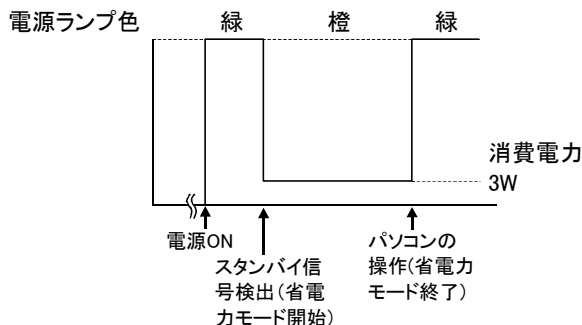 電源ランプ色
緑
橙
緑
消費電力
3W
電源ON
スタンバイ信
号検出(省電
力モード開始)
パソコンの
操作(省電力
モード終了)